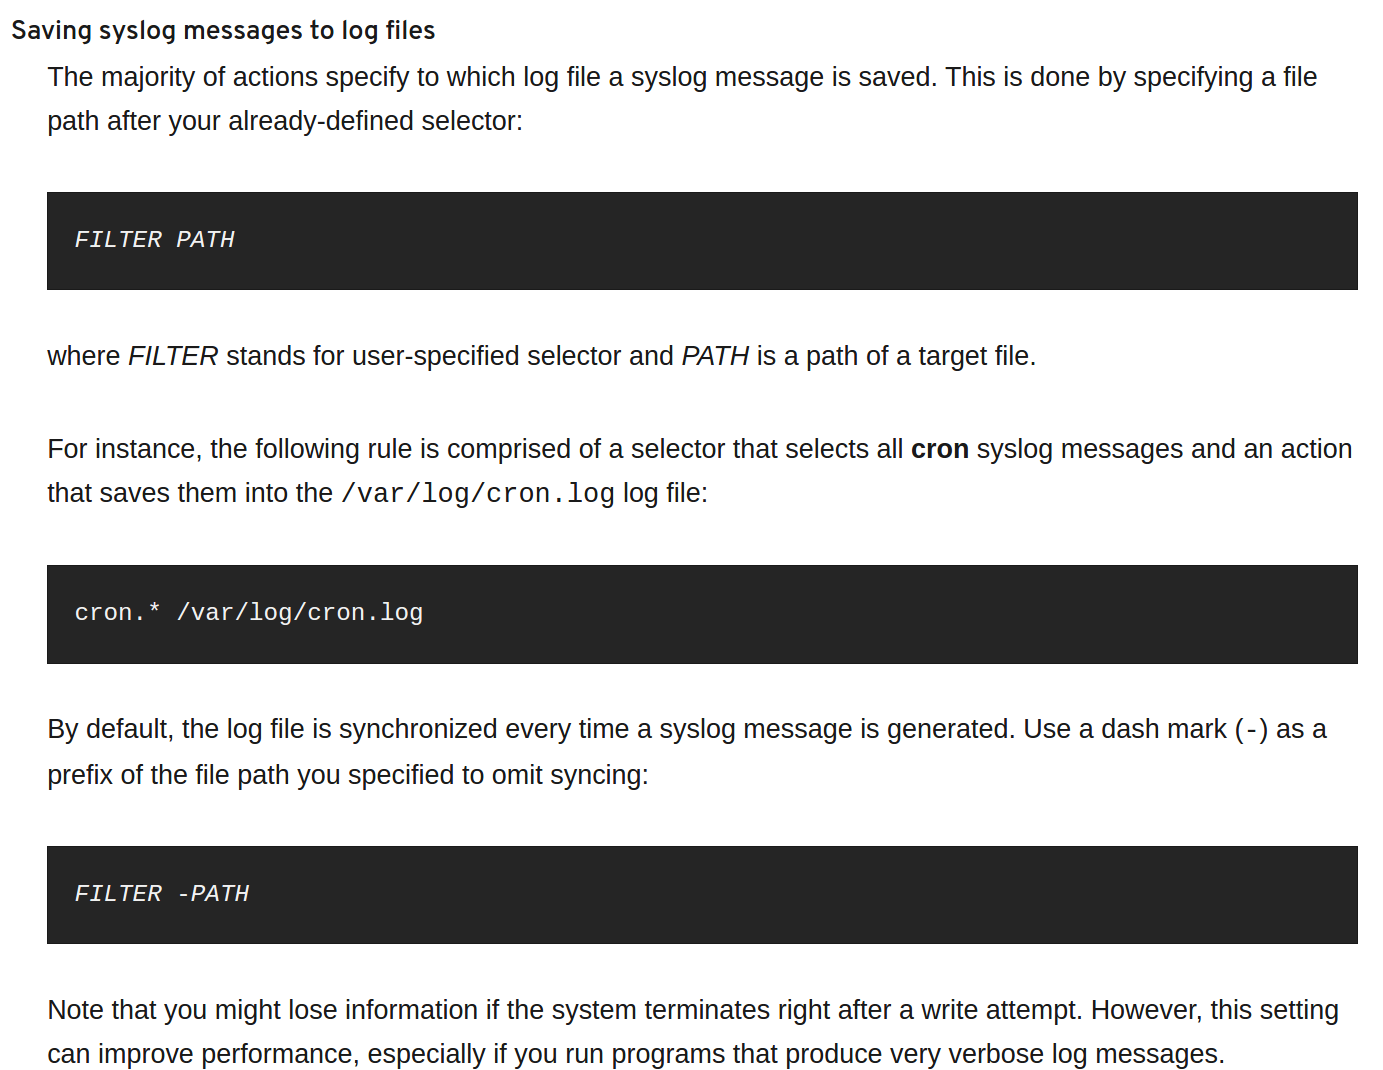 Saving syslog messages to log files
The majority of actions specify to which log file a syslog message is saved. This is done by specifying a file
path after your already-defined selector:
FILTER PATH
where FILTER stands for user-specified selector and PATH is a path of a target file.
For instance, the following rule is comprised of a selector that selects all cron syslog messages and an action
that saves them into the /var/log/cron.log log file:
cron.* /var/log/cron.log
By default, the log file is synchronized every time a syslog message is generated. Use a dash mark (-) as a
prefix of the file path you specified to omit syncing:
FILTER -PATH
Note that you might lose information if the system terminates right after a write attempt. However, this setting
can improve performance, especially if you run programs that produce very verbose log messages.